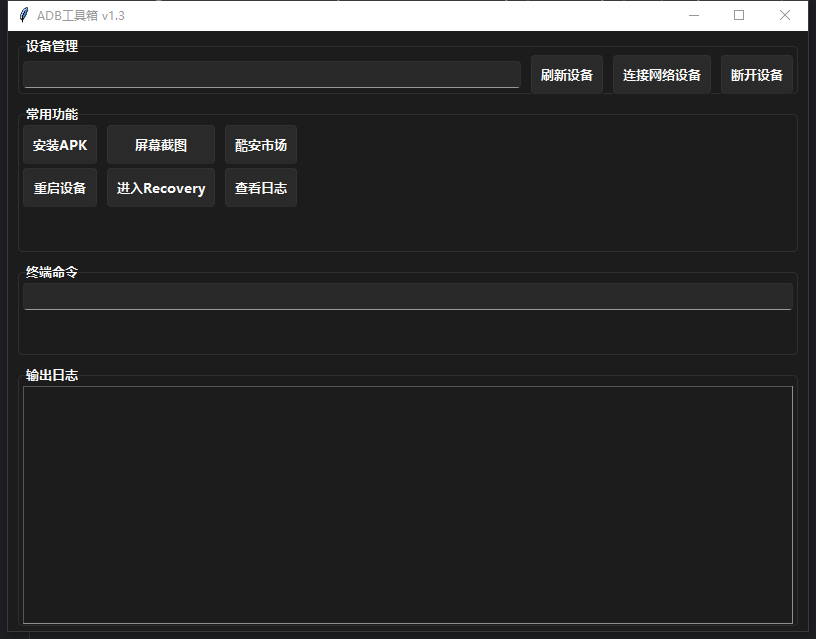 ADB工具箱 v1.3
设备管理
刷新设备 连接网络设备 断开设备
常用功能
安装APK 屏幕截图 酷安市场
重启设备 进入Recovery 查看日志
终端命令
输出日志